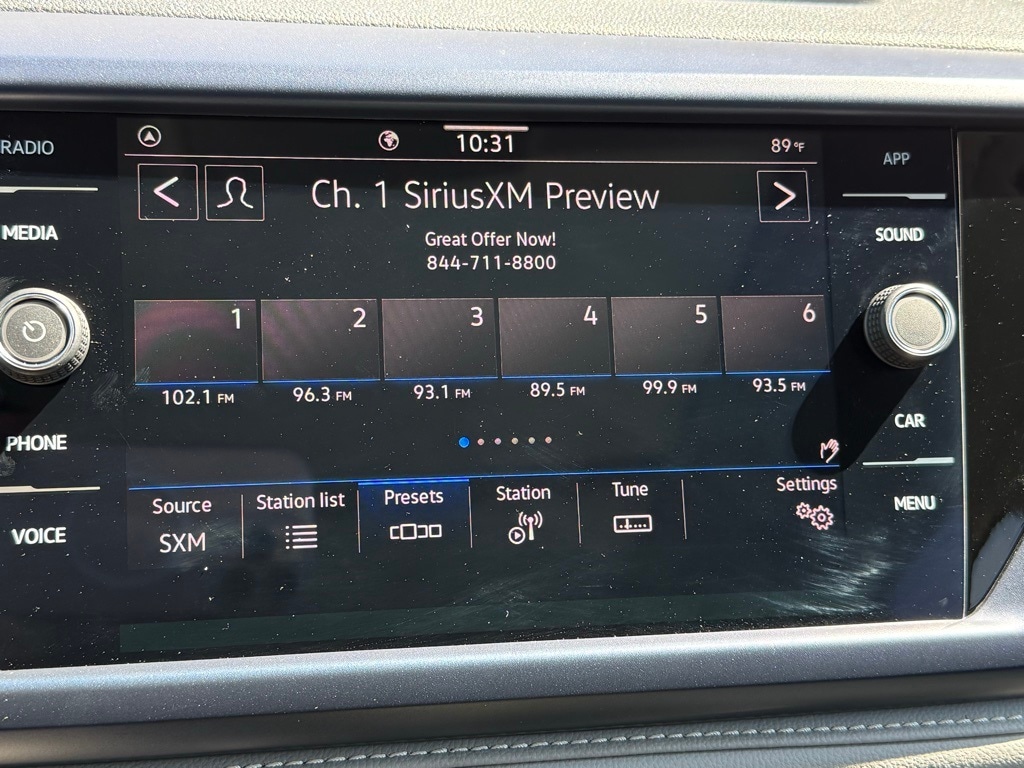 RADIO
MEDIA
PHONE
VOICE
10:31
89°F
Ch. 1 SiriusXM Preview
Great Offer Now!
844-711-8800
1 2 3 4 5 6
102.1 FM 96.3 FM 93.1 FM 89.5 FM 99.9 FM 93.5 FM
Source Station list Presets Station Tune Settings
SXM
APP
SOUND
CAR
MENU